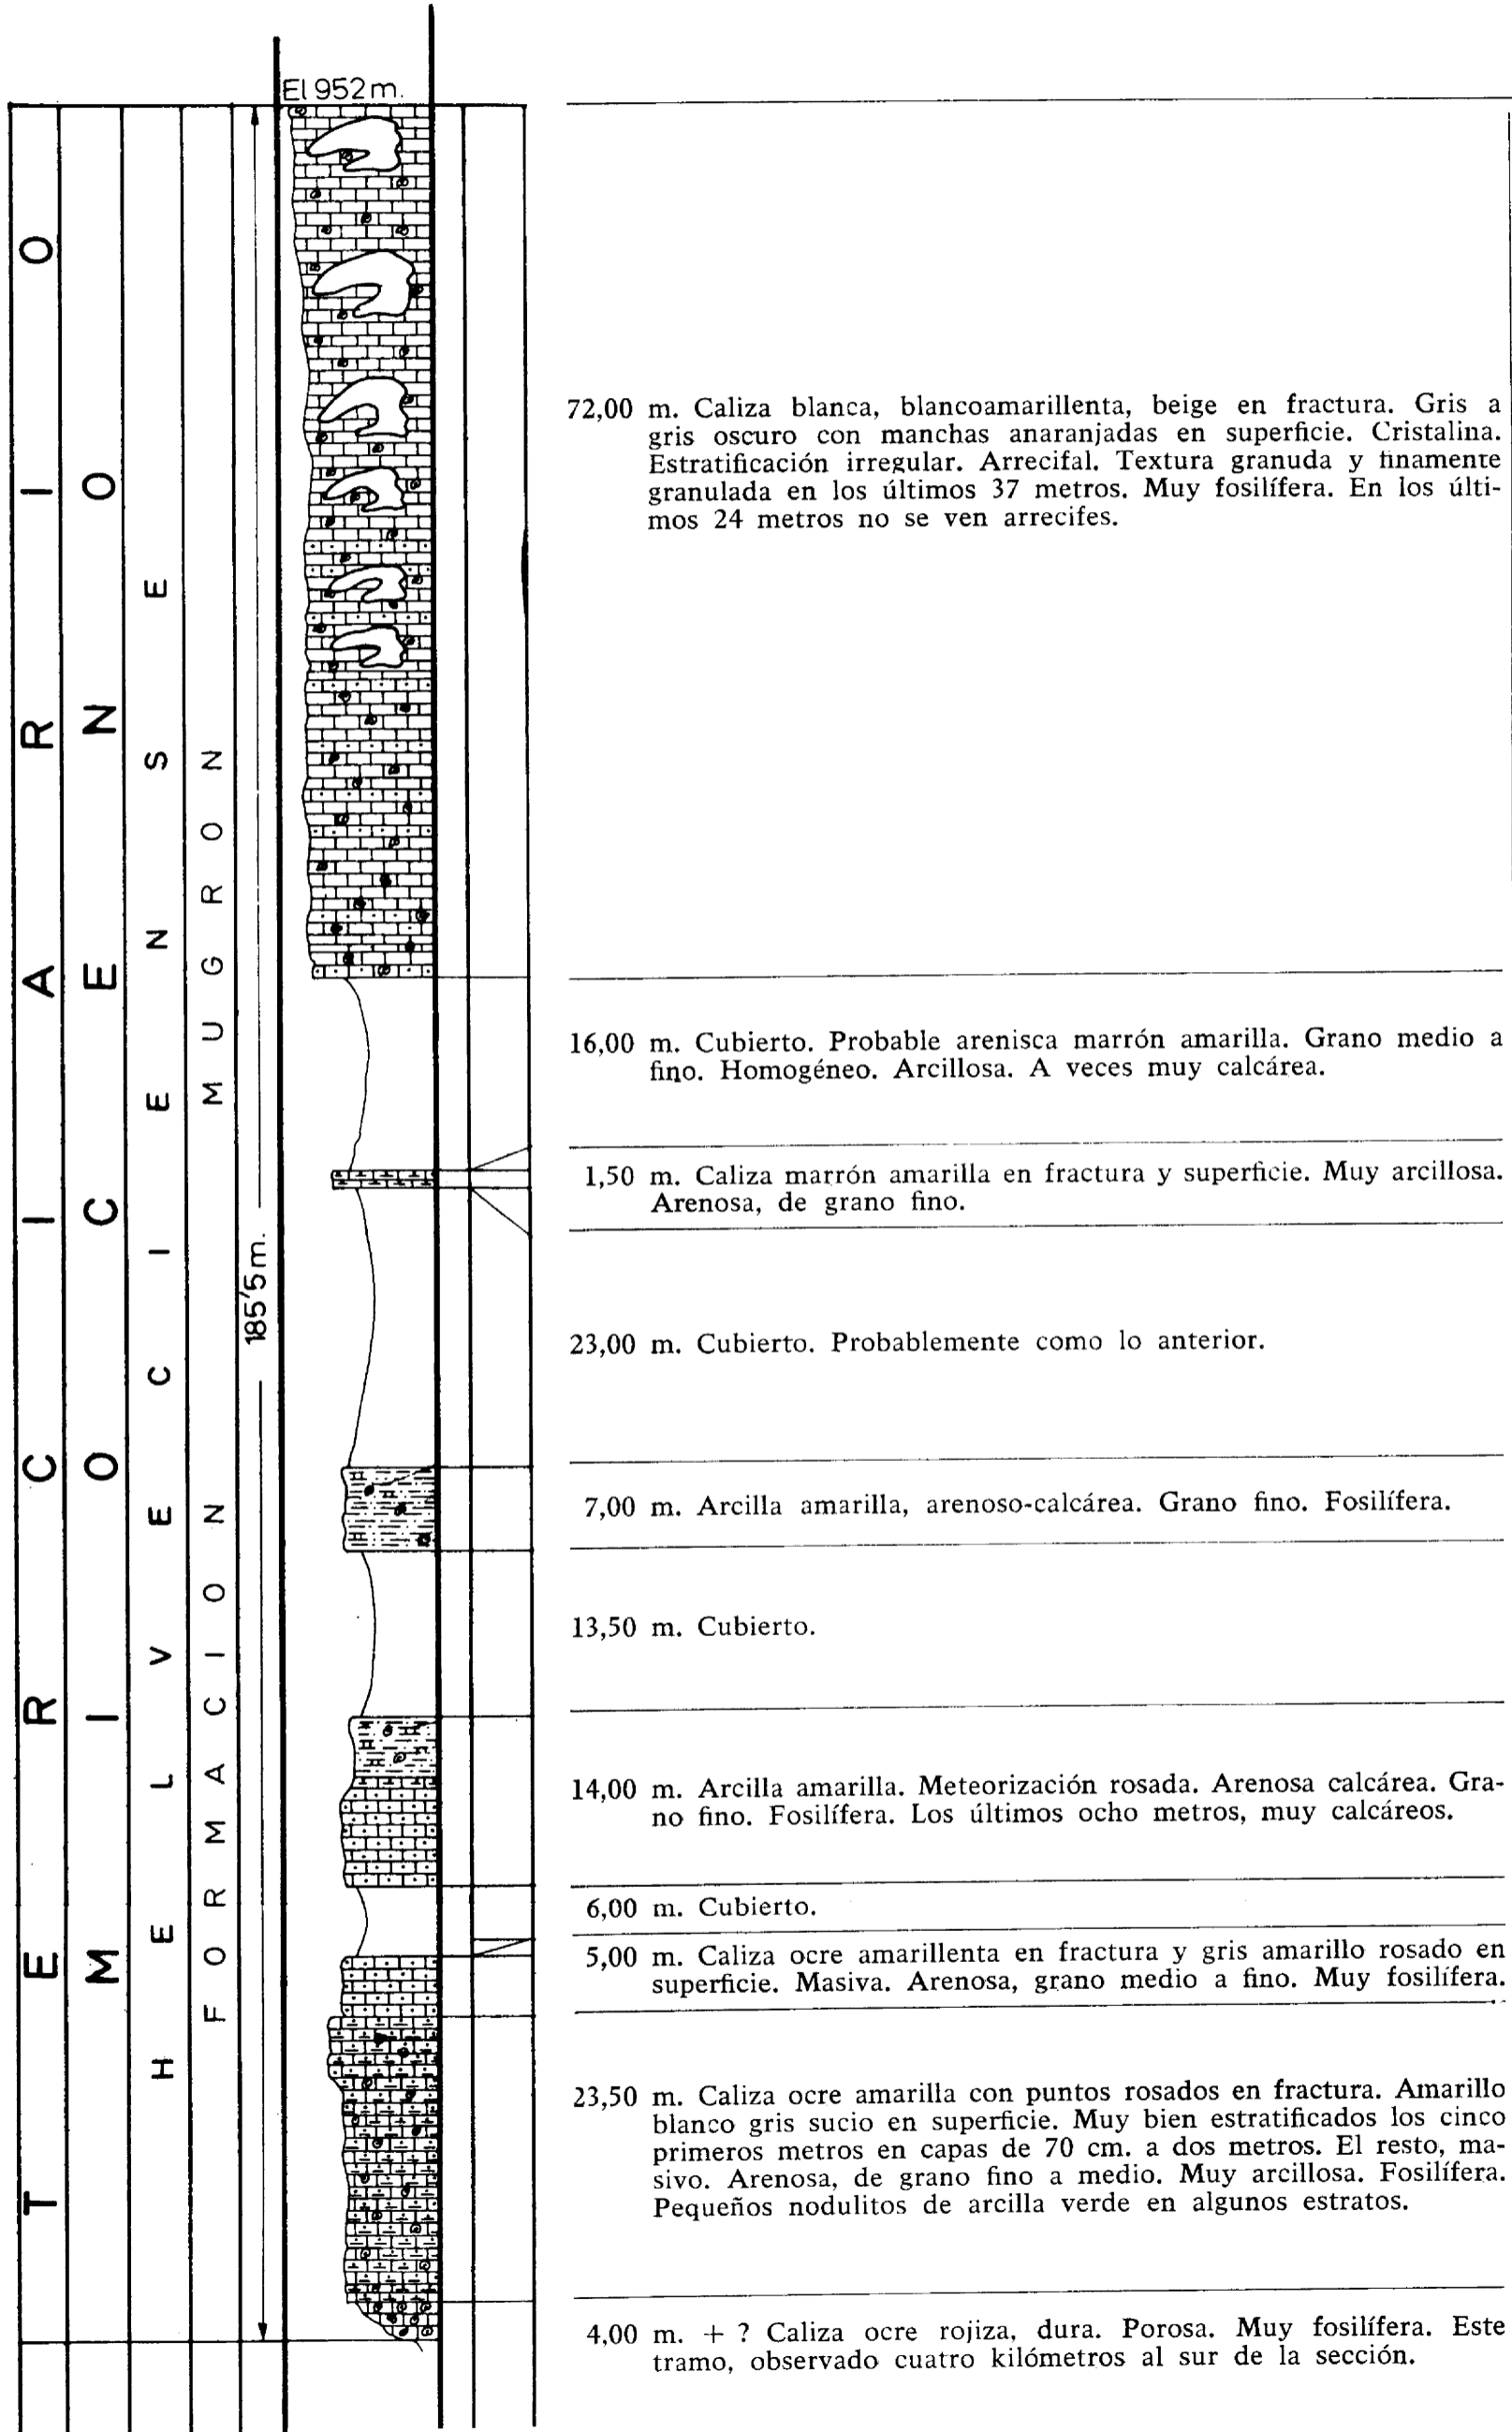 El 952 m.
TERCIARIO
MIOCENO
HELVECIENSE
FORMACION MUGRON
185'5 m.
72,00 m. Caliza blanca, blancoamarillenta, beige en fractura. Gris a
gris oscuro con manchas anaranjadas en superficie. Cristalina.
Estratificación irregular. Arrecifal. Textura granuda y finamente
granulada en los últimos 37 metros. Muy fosilífera. En los últi-
mos 24 metros no se ven arrecifes.
16,00 m. Cubierto. Probable arenisca marrón amarilla. Grano medio a
fino. Homogéneo. Arcillosa. A veces muy calcárea.
1,50 m. Caliza marrón amarilla en fractura y superficie. Muy arcillosa.
Arenosa, de grano fino.
23,00 m. Cubierto. Probablemente como lo anterior.
7,00 m. Arcilla amarilla, arenoso-calcárea. Grano fino. Fosilífera.
13,50 m. Cubierto.
14,00 m. Arcilla amarilla. Meteorización rosada. Arenosa calcárea. Gra-
no fino. Fosilífera. Los últimos ocho metros, muy calcáreos.
6,00 m. Cubierto.
5,00 m. Caliza ocre amarillenta en fractura y gris amarillo rosado en
superficie. Masiva. Arenosa, grano medio a fino. Muy fosilífera.
23,50 m. Caliza ocre amarilla con puntos rosados en fractura. Amarillo
blanco gris sucio en superficie. Muy bien estratificados los cinco
primeros metros en capas de 70 cm. a dos metros. El resto, ma-
sivo. Arenosa, de grano fino a medio. Muy arcillosa. Fosilífera.
Pequeños nodulitos de arcilla verde en algunos estratos.
4,00 m. + ? Caliza ocre rojiza, dura. Porosa. Muy fosilífera. Este
tramo, observado cuatro kilómetros al sur de la sección.